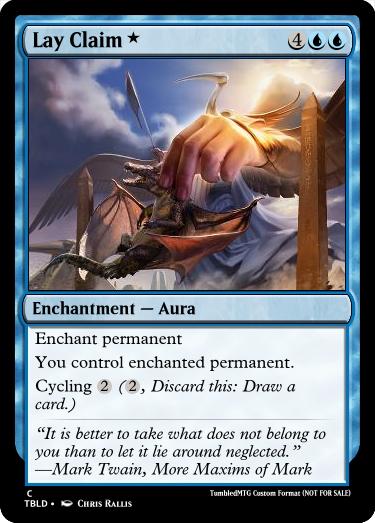 Lay Claim ★ 4
Enchantment — Aura
Enchant permanent
You control enchanted permanent.
Cycling 2 (2, Discard this: Draw a
card.)
“It is better to take what does not belong to
you than to let it lie around neglected.”
—Mark Twain, More Maxims of Mark
C
TBLD • Chris Rallis
TumbledMTG Custom Format (NOT FOR SALE)